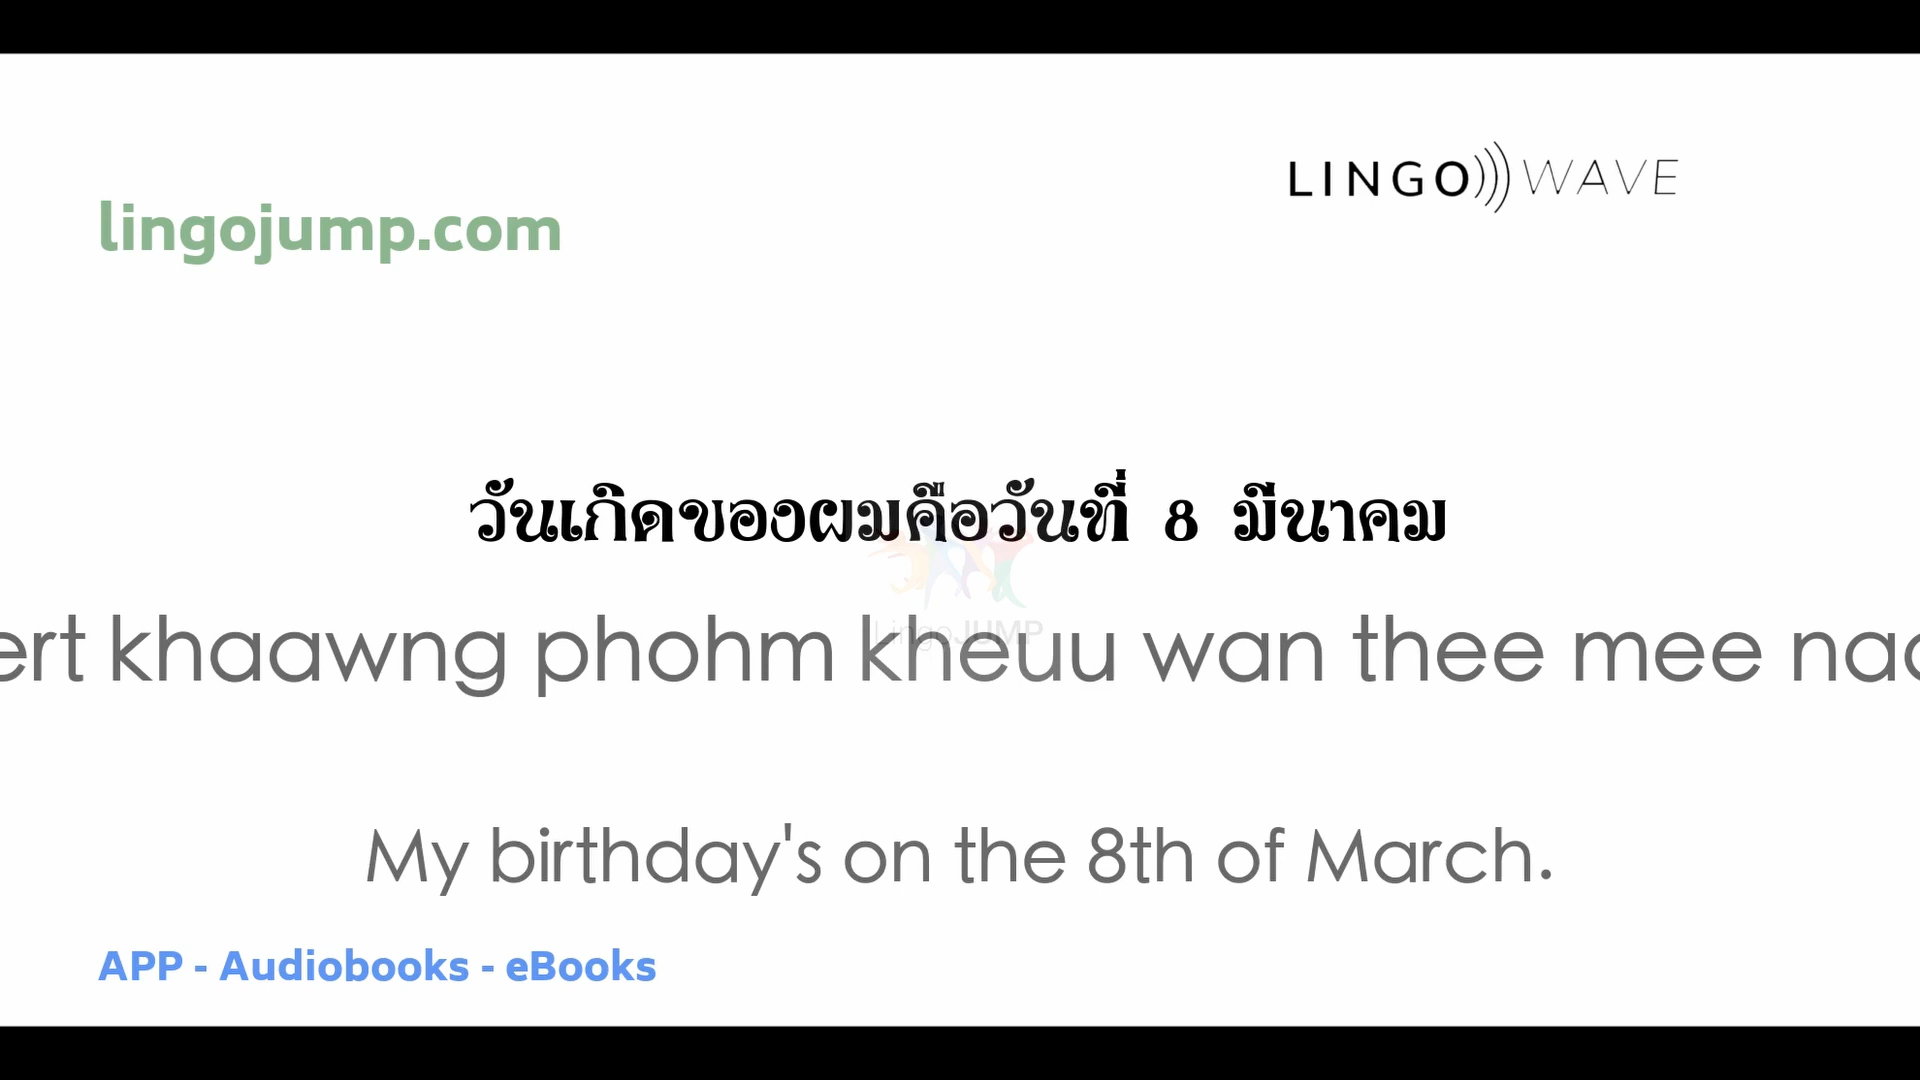 LINGO WAVE
lingojump.com
วันเกิดของผมคือวันที่ 8 มีนาคม
khaawng phohm kheuu wan thee mee
LingoJUMP
My birthday's on the 8th of March.
APP - Audiobooks - eBooks